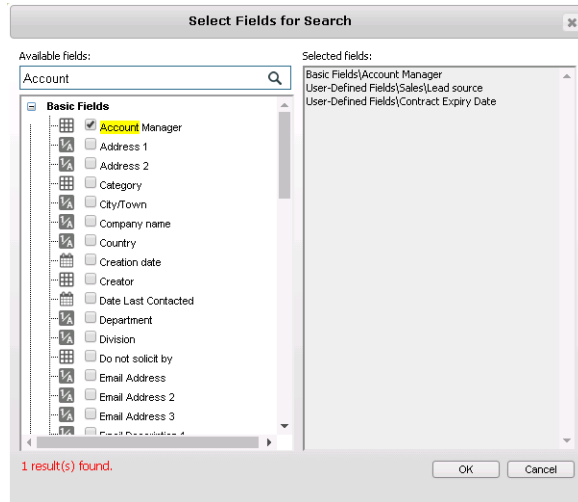 Select Fields for Search
Available fields:
Account
Basic Fields
Account Manager
Address 1
Address 2
Category
City/Town
Company name
Country
Creation date
Creator
Date Last Contacted
Department
Division
Do not solicit by
Email Address
Email Address 2
Email Address 3
1 result(s) found.
Selected fields:
Basic Fields\Account Manager
User-Defined Fields\Sales\Lead source
User-Defined Fields\Contract Expiry Date
OK
Cancel